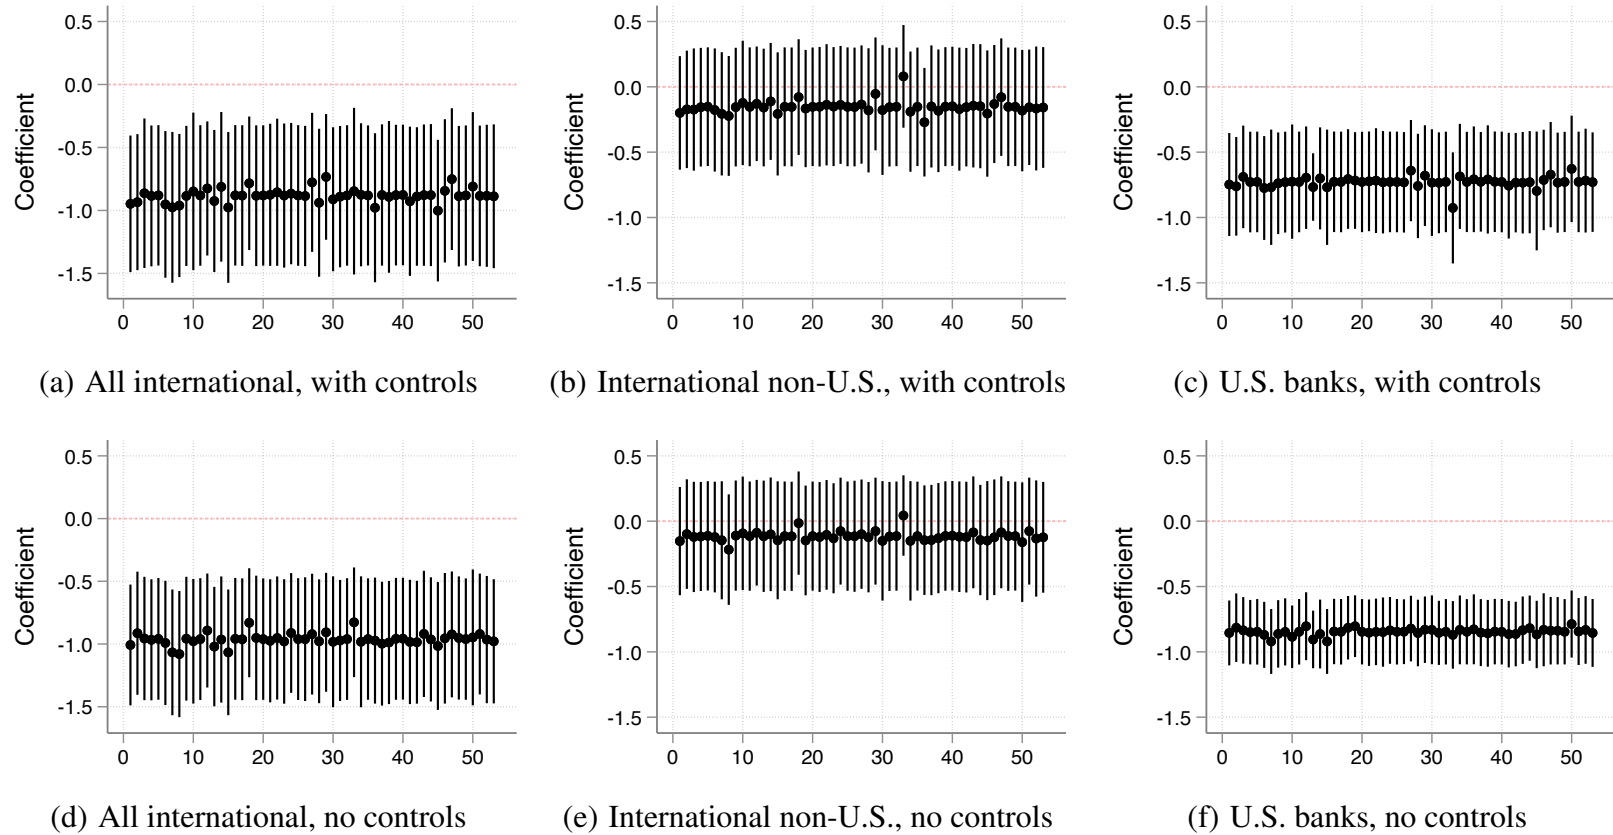 0.5
0.0
-0.5
-1.0
-1.5
Coefficient
0 10 20 30 40 50
(a) All international, with controls
0.5
0.0
-0.5
-1.0
-1.5
Coefficient
0 10 20 30 40 50
(b) International non-U.S., with controls
0.5
0.0
-0.5
-1.0
-1.5
Coefficient
0 10 20 30 40 50
(c) U.S. banks, with controls
0.5
0.0
-0.5
-1.0
-1.5
Coefficient
0 10 20 30 40 50
(d) All international, no controls
0.5
0.0
-0.5
-1.0
-1.5
Coefficient
0 10 20 30 40 50
(e) International non-U.S., no controls
0.5
0.0
-0.5
-1.0
-1.5
Coefficient
0 10 20 30 40 50
(f) U.S. banks, no controls